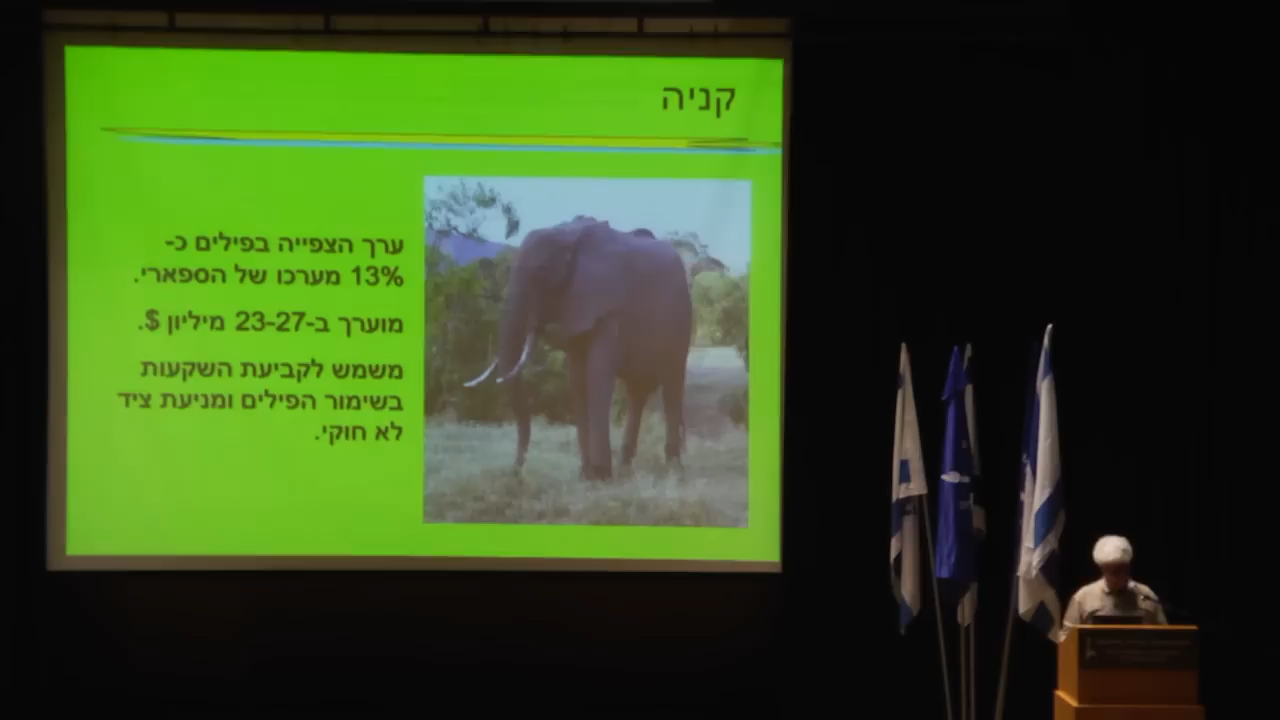 קניה
ערך הצפייה בפילים כ-
13% מערכו של הספארי.
מוערך ב-23-27 מיליון $.
משמש לקביעת השקעות
בשימור הפילים ומניעת ציד
לא חוקי.